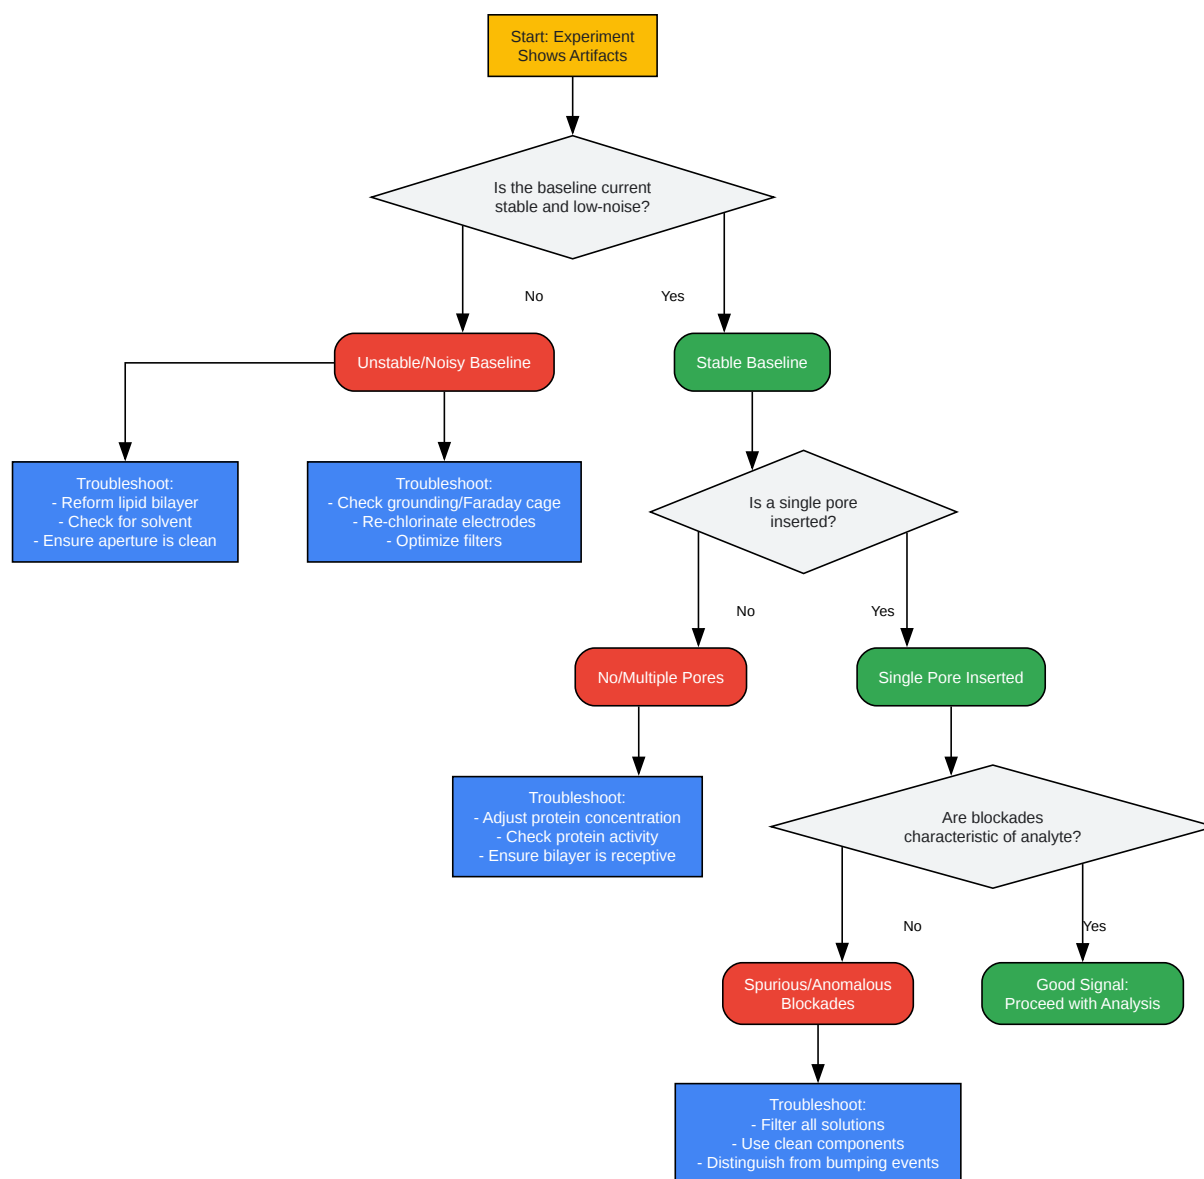 Start: Experiment
Shows Artifacts
Is the baseline current
stable and low-noise?
No
Yes
Unstable/Noisy Baseline
Stable Baseline
Troubleshoot:
- Reform lipid bilayer
- Check for solvent
- Ensure aperture is clean
Troubleshoot:
- Check grounding/Faraday cage
- Re-chlorinate electrodes
- Optimize filters
Is a single pore
inserted?
No
Yes
No/Multiple Pores
Single Pore Inserted
Troubleshoot:
- Adjust protein concentration
- Check protein activity
- Ensure bilayer is receptive
Are blockades
characteristic of analyte?
No
Yes
Spurious/Anomalous
Blockades
Good Signal:
Proceed with Analysis
Troubleshoot:
- Filter all solutions
- Use clean components
- Distinguish from bumping events